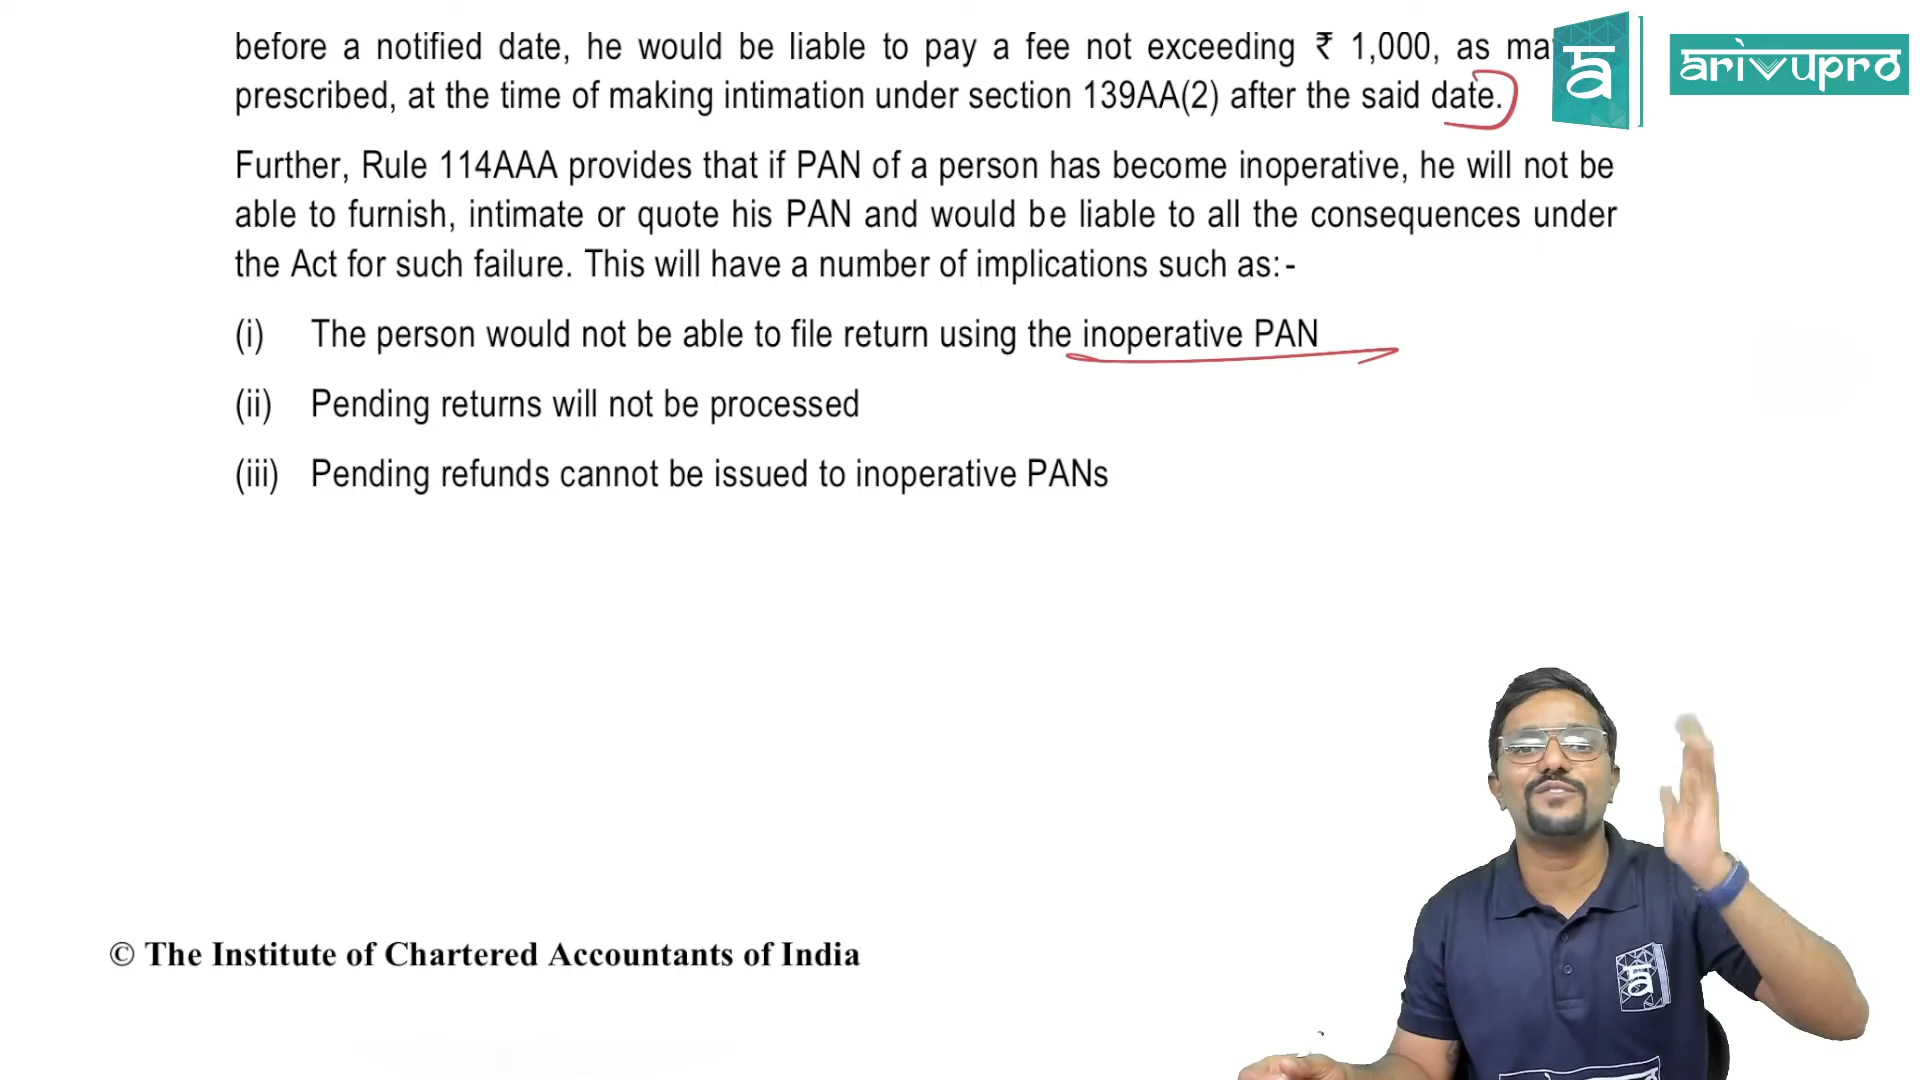 before a notified date, he would be liable to pay a fee not exceeding ₹ 1,000, as may
prescribed, at the time of making intimation under section 139AA(2) after the said date.
Further, Rule 114AAA provides that if PAN of a person has become inoperative, he will not be
able to furnish, intimate or quote his PAN and would be liable to all the consequences under
the Act for such failure. This will have a number of implications such as:-
(i) The person would not be able to file return using the inoperative PAN
(ii) Pending returns will not be processed
(iii) Pending refunds cannot be issued to inoperative PANs
© The Institute of Chartered Accountants of India
a
arivupro
a